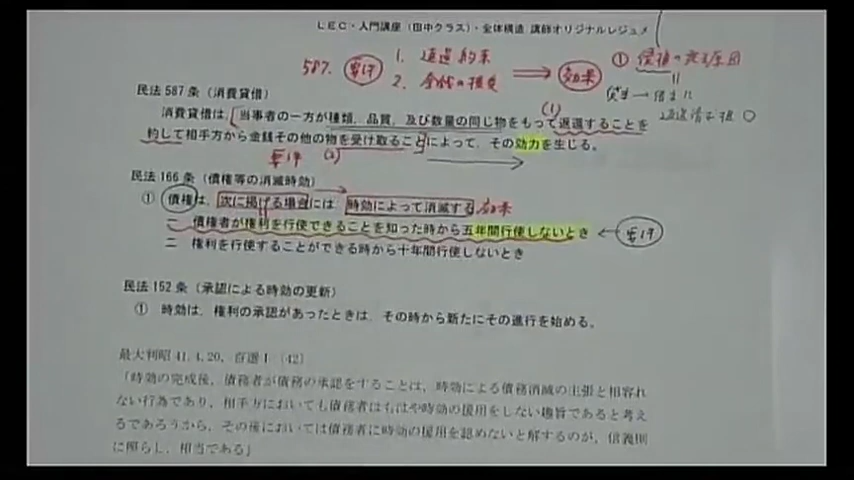 LEC・入門講座（田中クラス）・全体構造 講師オリジナルレジュメ
587. 要件 1. 返還約束 ⇒ 効果 ① 債権の発生原因
2. 金銭の授受
民法587条（消費貸借）
消費貸借は、当事者の一方が種類、品質、及び数量の同じ物をもって返還することを
(1)
約して相手方から金銭その他の物を受け取ることによって、その効力を生じる。
要件 (2)
民法166条（債権等の消滅時効）
① 債権は、次に掲げる場合には、時効によって消滅する。効果
一 債権者が権利を行使できることを知った時から五年間行使しないとき ← 要件
二 権利を行使することができる時から十年間行使しないとき
民法152条（承認による時効の更新）
① 時効は、権利の承認があったときは、その時から新たにその進行を始める。
最大判昭41.4.20、百選Ⅰ（42）
「時効の完成後、債務者が債務の承認をすることは、時効による債務消滅の主張と相容れ
ない行為であり、相手方においても債務者はもはや時効の援用をしない趣旨であると考え
るであろうから、その後においては債務者に時効の援用を認めないと解するのが、信義則
に照らし、相当である」